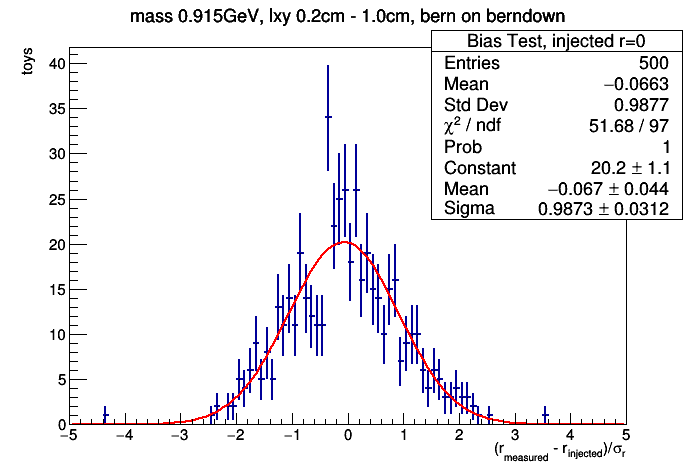 mass 0.915GeV, lxy 0.2cm - 1.0cm, bern on berndown
toys
Bias Test, injected r=0
Entries 500
Mean −0.0663
Std Dev 0.9877
χ² / ndf 51.68 / 97
Prob 1
Constant 20.2 ± 1.1
Mean −0.067 ± 0.044
Sigma 0.9873 ± 0.0312
40
35
30
25
20
15
10
5
0
−5 −4 −3 −2 −1 0 1 2 3 4 5
(r_measured - r_injected)/σ_r